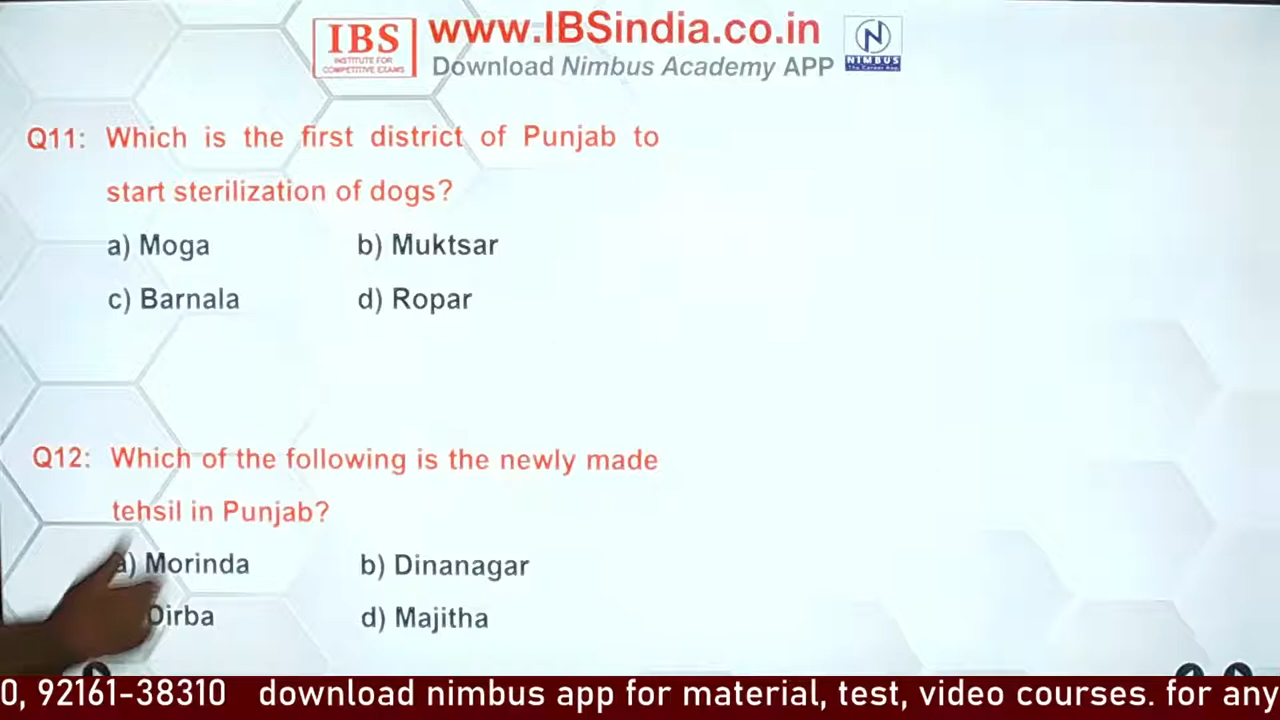 IBS
INSTITUTE FOR
COMPETITIVE EXAMS
www.IBSindia.co.in
Download Nimbus Academy APP
N
NIMBUS
The Career App
Q11: Which is the first district of Punjab to
start sterilization of dogs?
a) Moga b) Muktsar
c) Barnala d) Ropar
Q12: Which of the following is the newly made
tehsil in Punjab?
a) Morinda b) Dinanagar
Dirba d) Majitha
0, 92161-38310 download nimbus app for material, test, video courses. for any